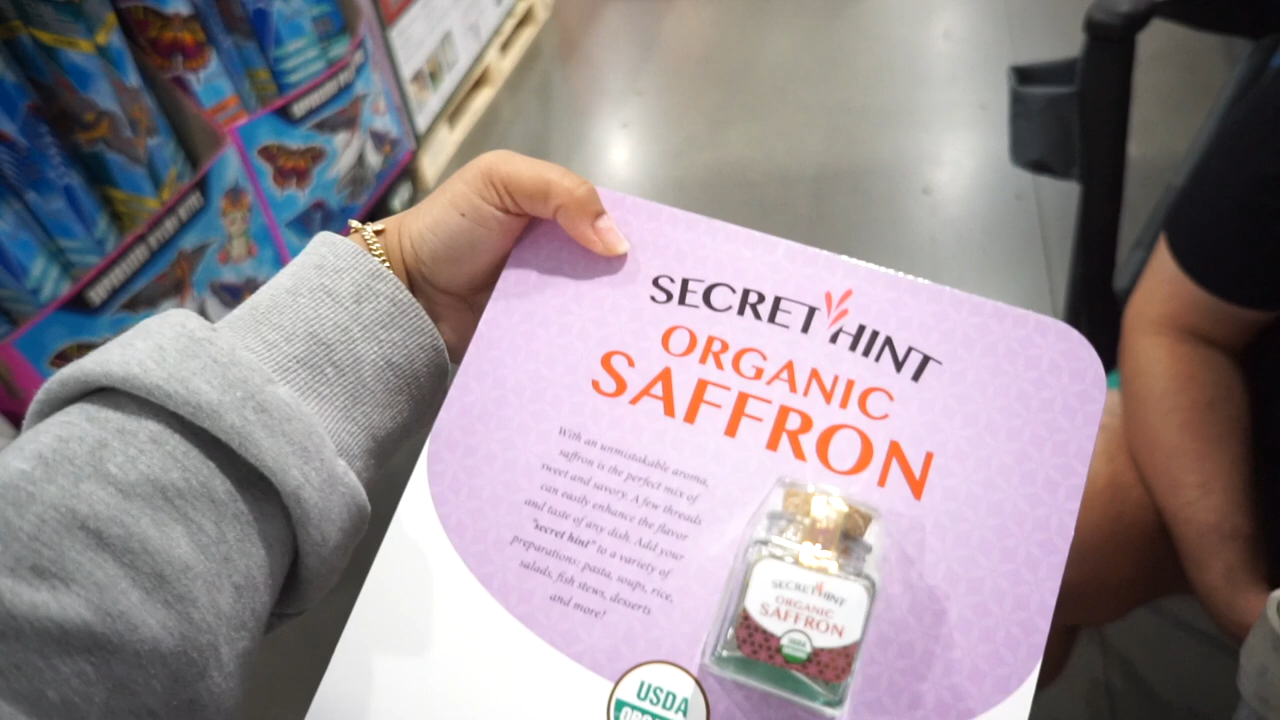 SECRET HINT
ORGANIC
SAFFRON
With an unmistakable aroma,
saffron is the perfect mix of
sweet and savory. A few threads
can easily enhance the flavor
and taste of any dish. Add your
"secret hint" to a variety of
preparations: pasta, soups, rice,
salads, fish stews, desserts
and more!
SECRET HINT
ORGANIC
SAFFRON
USDA
USDA
ORGANIC